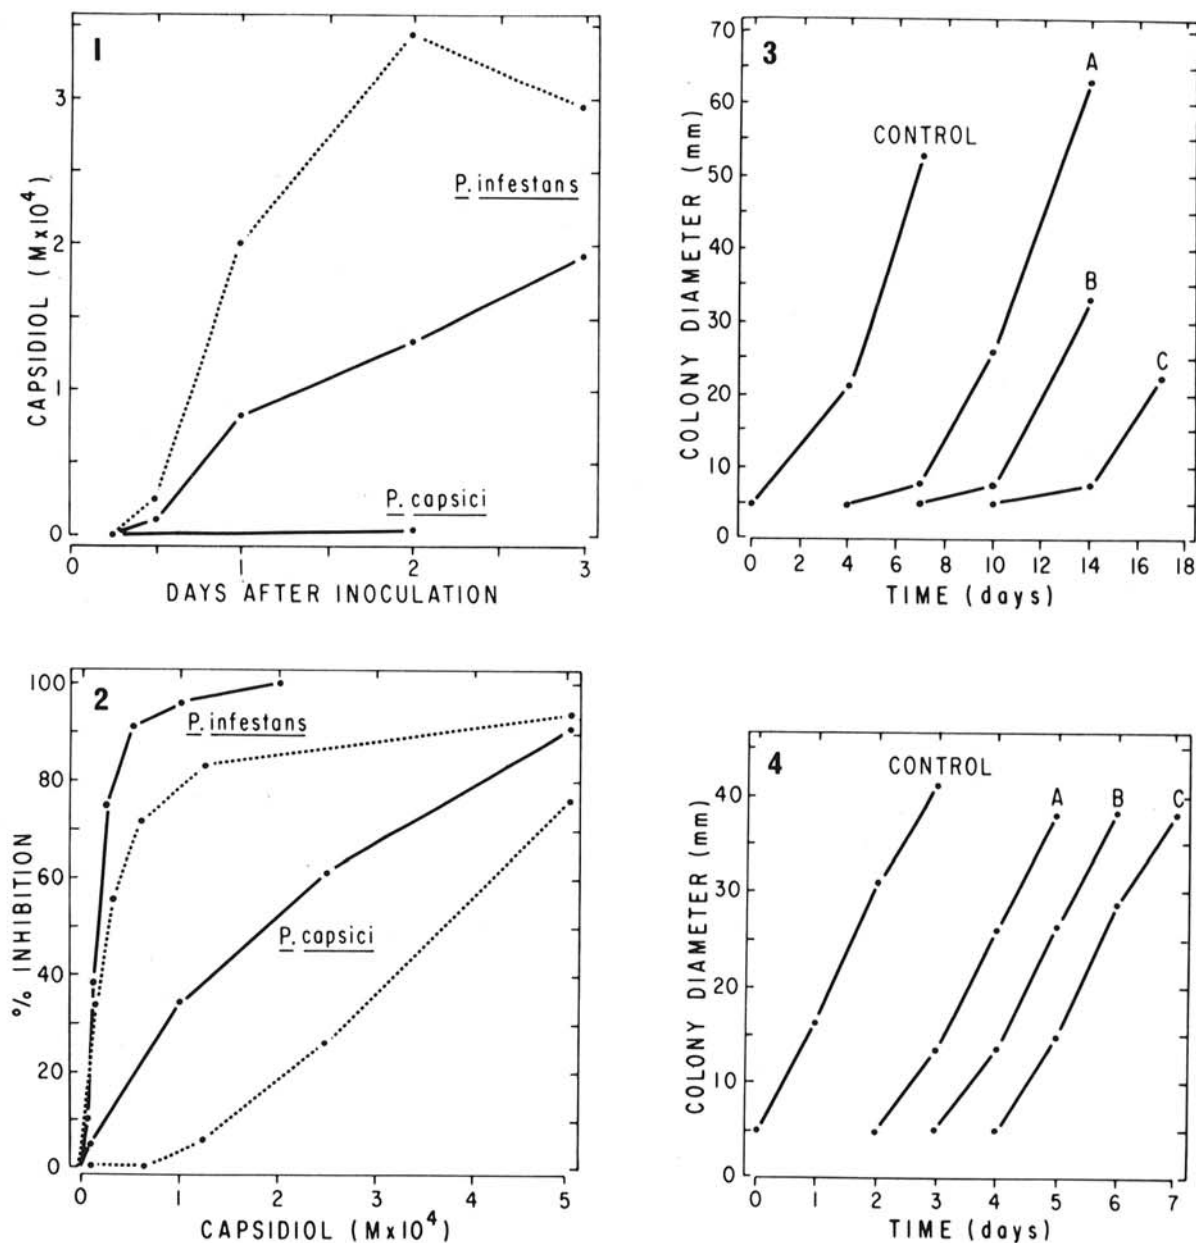 1
CAPSIDIOL (M×10⁴)
3
2
1
0
P. infestans
P. capsici
1 2 3
DAYS AFTER INOCULATION
3
COLONY DIAMETER (mm)
70
60
50
40
30
20
10
0
CONTROL
A
B
C
0 2 4 6 8 10 12 14 16 18
TIME (days)
2
% INHIBITION
100
80
60
40
20
0
P. infestans
P. capsici
0 1 2 3 4 5
CAPSIDIOL (M×10⁴)
4
COLONY DIAMETER (mm)
40
30
20
10
0
CONTROL
A B C
0 1 2 3 4 5 6 7
TIME (days)